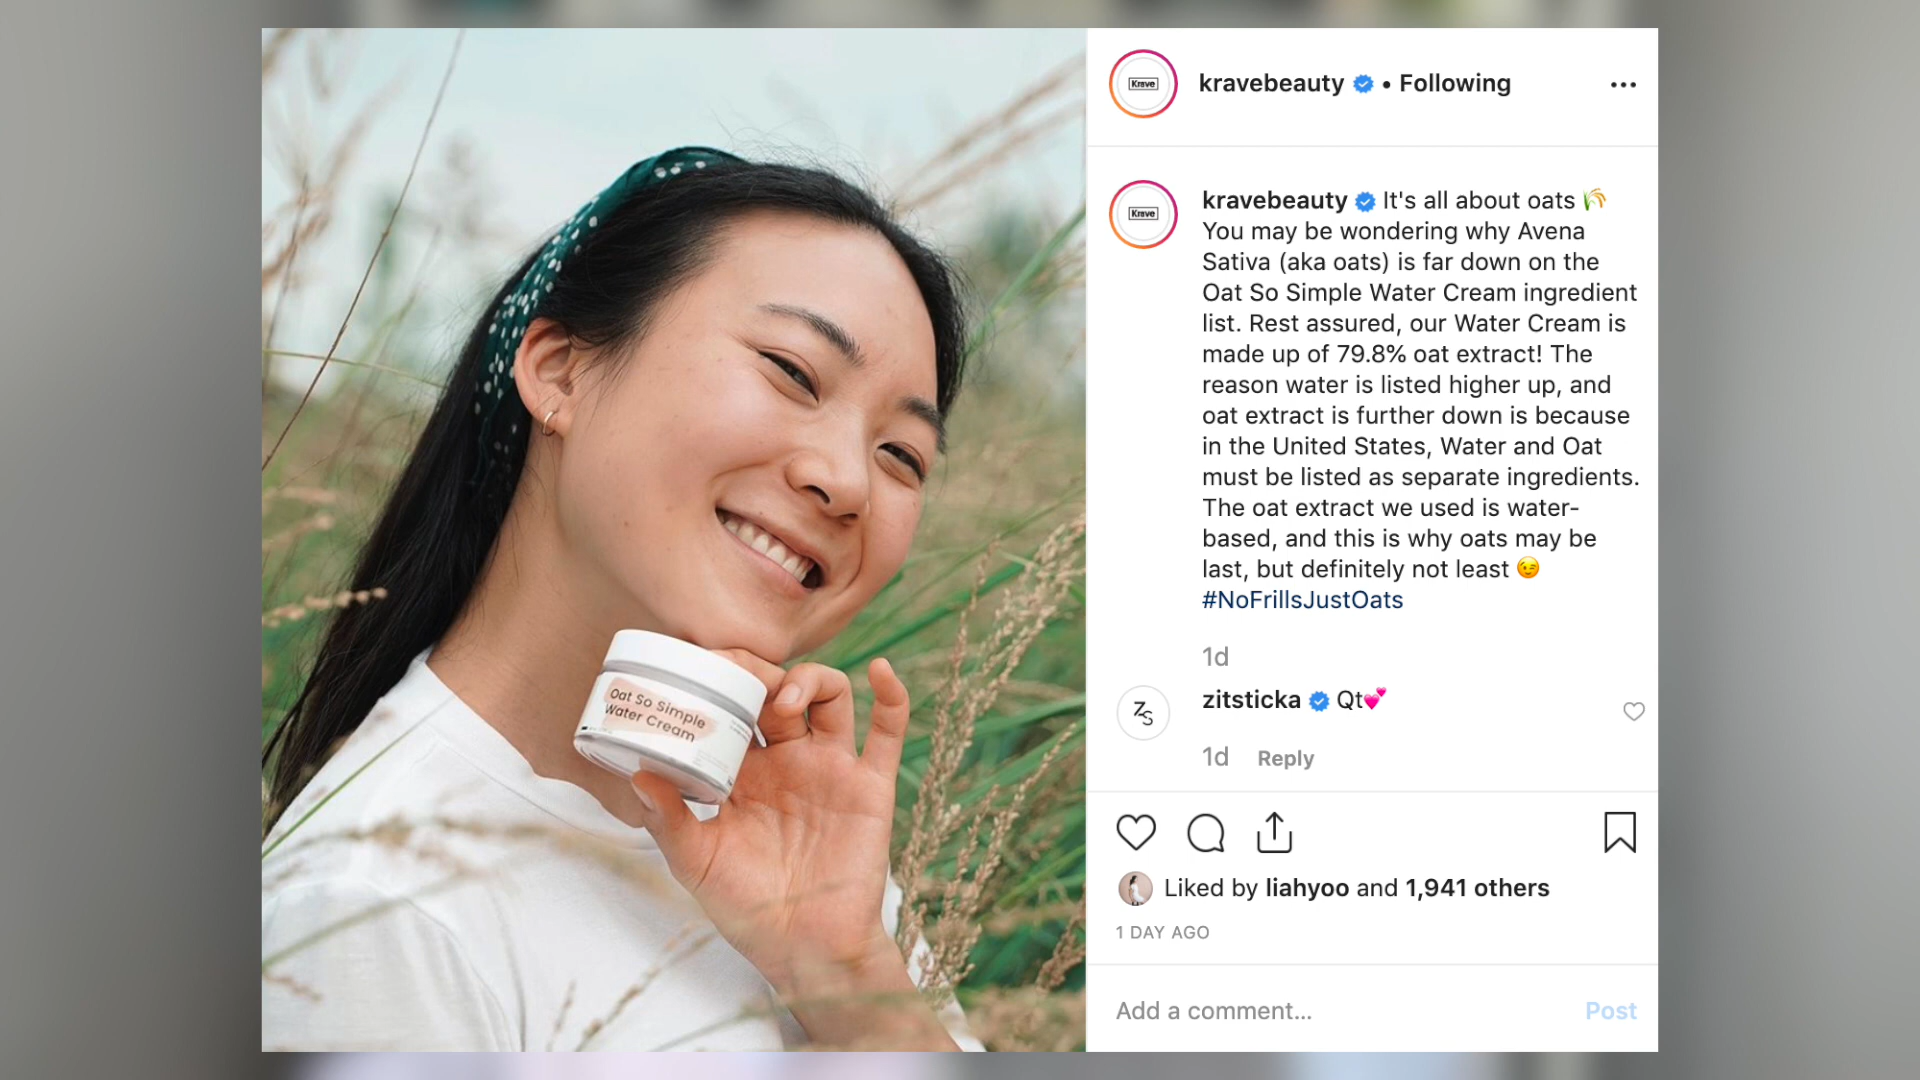 Krave
kravebeauty • Following
Krave
kravebeauty It's all about oats 🌾
You may be wondering why Avena
Sativa (aka oats) is far down on the
Oat So Simple Water Cream ingredient
list. Rest assured, our Water Cream is
made up of 79.8% oat extract! The
reason water is listed higher up, and
oat extract is further down is because
in the United States, Water and Oat
must be listed as separate ingredients.
The oat extract we used is water-
based, and this is why oats may be
last, but definitely not least 😉
#NoFrillsJustOats
1d
ZS
zitsticka Qt💕
1d Reply
Liked by liahyoo and 1,941 others
1 DAY AGO
Add a comment...
Post
Oat So Simple
Water Cream